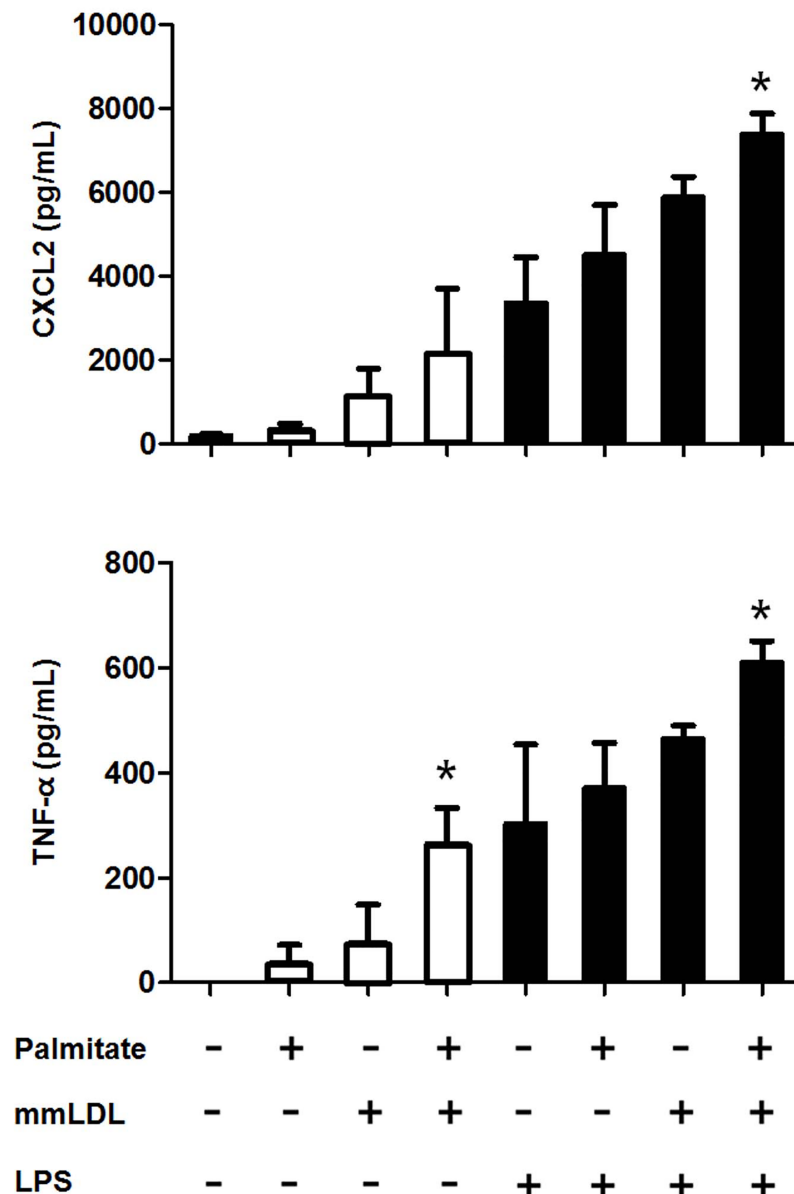 10000
8000
6000
4000
2000
0
CXCL2 (pg/mL)
*
800
600
400
200
0
TNF-α (pg/mL)
*
*
Palmitate - + - + - + - +
mmLDL - - + + - - + +
LPS - - - - + + + +